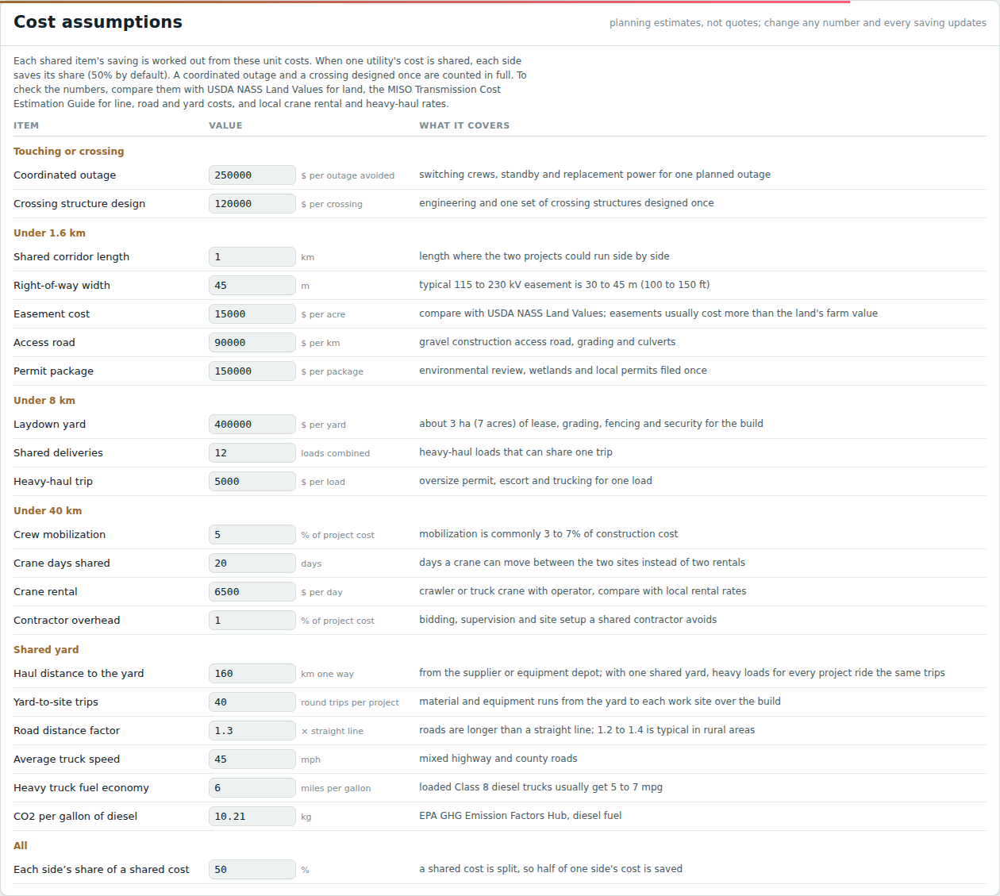 Cost assumptions
planning estimates, not quotes; change any number and every saving updates
Each shared item's saving is worked out from these unit costs. When one utility's cost is shared, each side
saves its share (50% by default). A coordinated outage and a crossing designed once are counted in full. To
check the numbers, compare them with USDA NASS Land Values for land, the MISO Transmission Cost
Estimation Guide for line, road and yard costs, and local crane rental and heavy-haul rates.
ITEM VALUE WHAT IT COVERS
Touching or crossing
Coordinated outage 250000 $ per outage avoided switching crews, standby and replacement power for one planned outage
Crossing structure design 120000 $ per crossing engineering and one set of crossing structures designed once
Under 1.6 km
Shared corridor length 1 km length where the two projects could run side by side
Right-of-way width 45 m typical 115 to 230 kV easement is 30 to 45 m (100 to 150 ft)
Easement cost 15000 $ per acre compare with USDA NASS Land Values; easements usually cost more than the land's farm value
Access road 90000 $ per km gravel construction access road, grading and culverts
Permit package 150000 $ per package environmental review, wetlands and local permits filed once
Under 8 km
Laydown yard 400000 $ per yard about 3 ha (7 acres) of lease, grading, fencing and security for the build
Shared deliveries 12 loads combined heavy-haul loads that can share one trip
Heavy-haul trip 5000 $ per load oversize permit, escort and trucking for one load
Under 40 km
Crew mobilization 5 % of project cost mobilization is commonly 3 to 7% of construction cost
Crane days shared 20 days days a crane can move between the two sites instead of two rentals
Crane rental 6500 $ per day crawler or truck crane with operator, compare with local rental rates
Contractor overhead 1 % of project cost bidding, supervision and site setup a shared contractor avoids
Shared yard
Haul distance to the yard 160 km one way from the supplier or equipment depot; with one shared yard, heavy loads for every project ride the same trips
Yard-to-site trips 40 round trips per project material and equipment runs from the yard to each work site over the build
Road distance factor 1.3 × straight line roads are longer than a straight line; 1.2 to 1.4 is typical in rural areas
Average truck speed 45 mph mixed highway and county roads
Heavy truck fuel economy 6 miles per gallon loaded Class 8 diesel trucks usually get 5 to 7 mpg
CO2 per gallon of diesel 10.21 kg EPA GHG Emission Factors Hub, diesel fuel
All
Each side’s share of a shared cost 50 % a shared cost is split, so half of one side's cost is saved